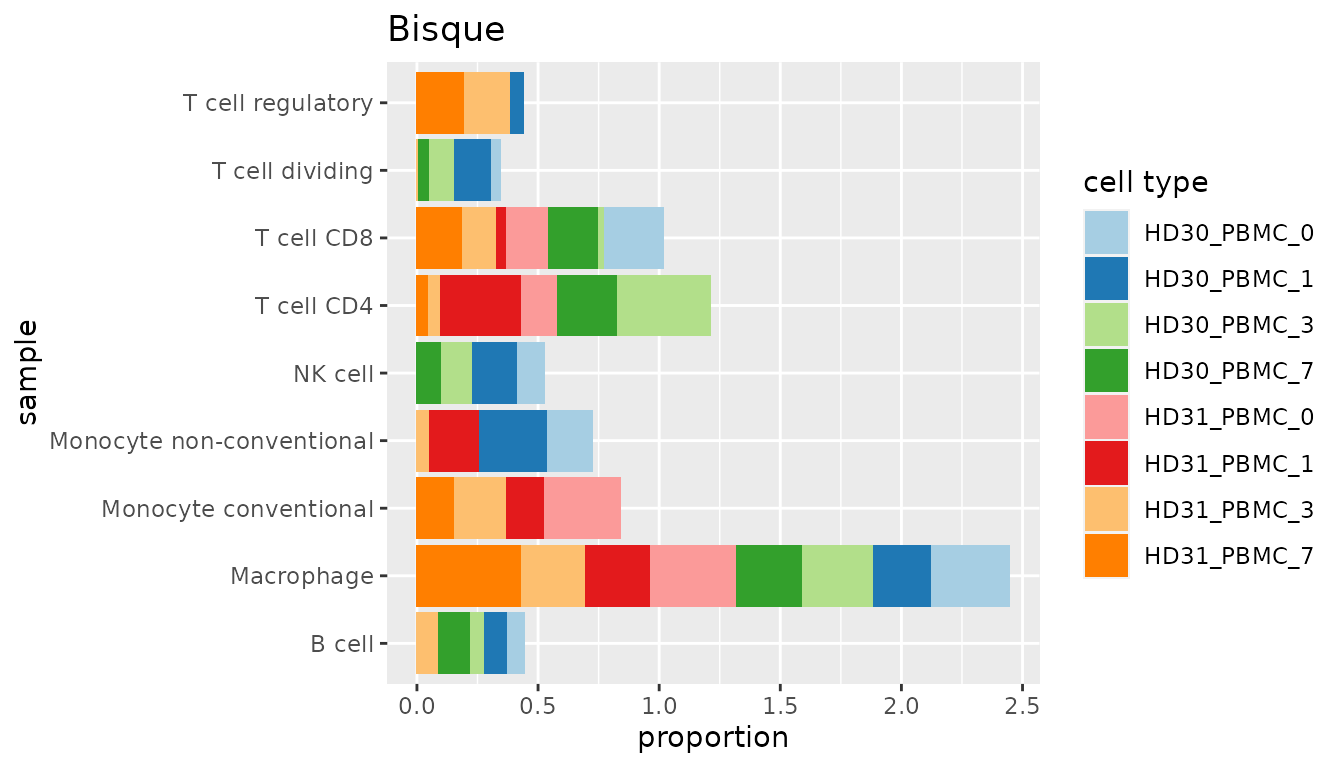 Bisque
T cell regulatory
T cell dividing
T cell CD8
T cell CD4
NK cell
Monocyte non-conventional
Monocyte conventional
Macrophage
B cell
sample
0.0 0.5 1.0 1.5 2.0 2.5
proportion
cell type
HD30_PBMC_0
HD30_PBMC_1
HD30_PBMC_3
HD30_PBMC_7
HD31_PBMC_0
HD31_PBMC_1
HD31_PBMC_3
HD31_PBMC_7